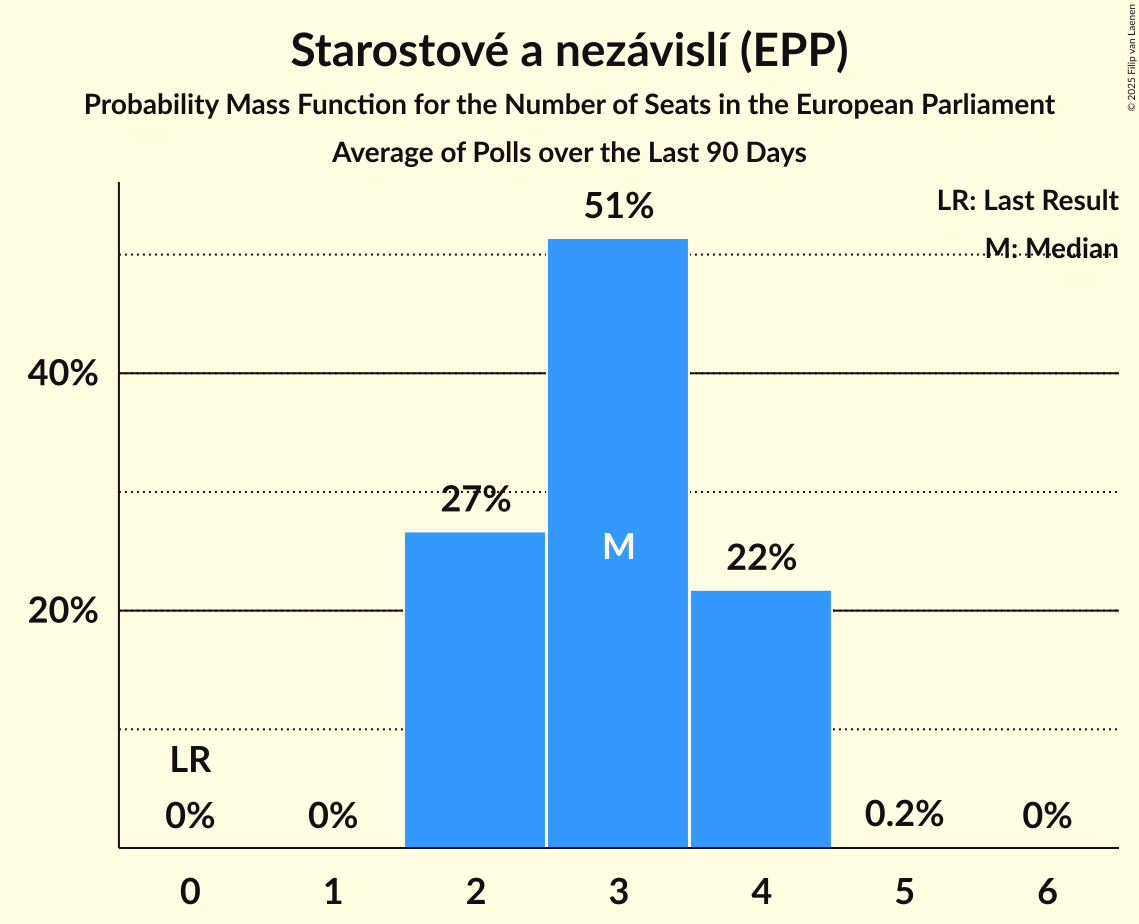 Starostové a nezávislí (EPP)
Probability Mass Function for the Number of Seats in the European Parliament
Average of Polls over the Last 90 Days
© 2025 Filip van Laenen
LR: Last Result
M: Median
51%
40%
27%
M
22%
20%
LR
0%
0%
0.2%
0%
0
1
2
3
4
5
6